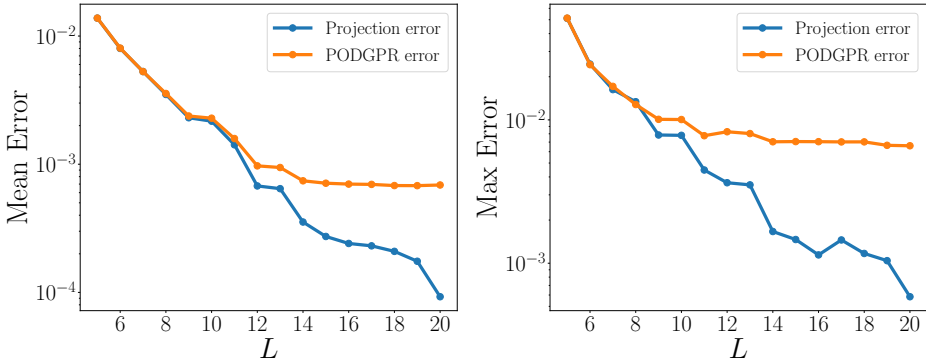 Mean Error
10⁻²
10⁻³
10⁻⁴
Projection error
PODGPR error
6 8 10 12 14 16 18 20
L
Max Error
10⁻²
10⁻³
Projection error
PODGPR error
6 8 10 12 14 16 18 20
L